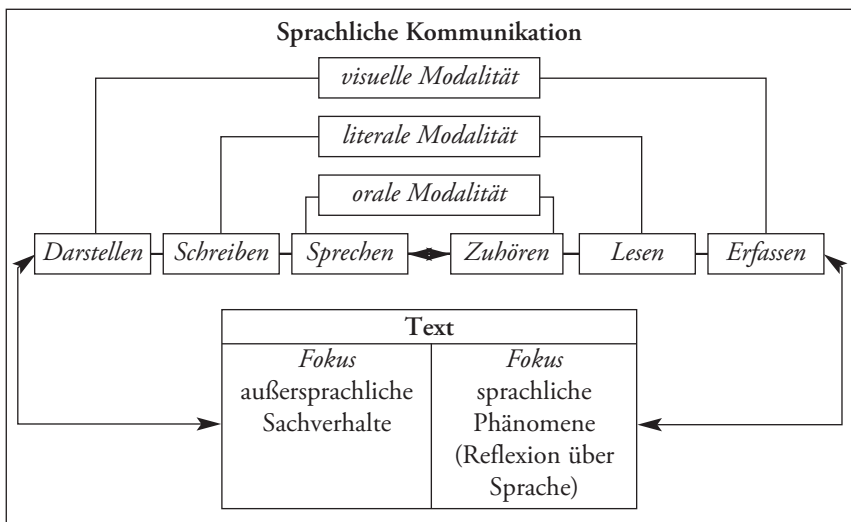 Sprachliche Kommunikation
visuelle Modalität
literale Modalität
orale Modalität
Darstellen Schreiben Sprechen Zuhören Lesen Erfassen
Text
Fokus
außersprachliche
Sachverhalte
Fokus
sprachliche
Phänomene
(Reflexion über
Sprache)